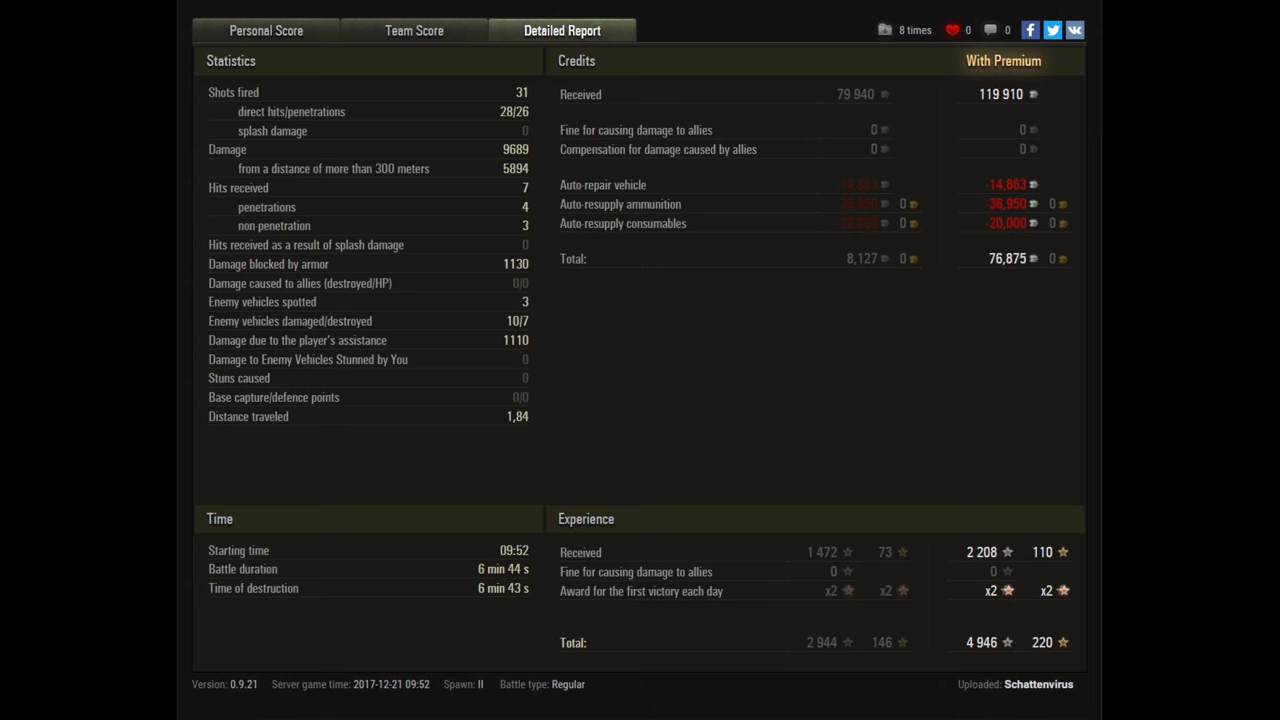 Personal Score Team Score Detailed Report 8 times 0 0
Statistics Credits With Premium
Shots fired 31
direct hits/penetrations 28/26
splash damage 0
Damage 9689
from a distance of more than 300 meters 5894
Hits received 7
penetrations 4
non-penetration 3
Hits received as a result of splash damage 0
Damage blocked by armor 1130
Damage caused to allies (destroyed/HP) 0/0
Enemy vehicles spotted 3
Enemy vehicles damaged/destroyed 10/7
Damage due to the player's assistance 1110
Damage to Enemy Vehicles Stunned by You 0
Stuns caused 0
Base capture/defence points 0/0
Distance traveled 1,84
Received 79 940 119 910
Fine for causing damage to allies 0 0
Compensation for damage caused by allies 0 0
Auto-repair vehicle -14,863 -14,863
Auto-resupply ammunition -36,950 0 -36,950 0
Auto-resupply consumables -20,000 0 -20,000 0
Total: 8,127 0 76,875 0
Time
Starting time 09:52
Battle duration 6 min 44 s
Time of destruction 6 min 43 s
Experience
Received 1 472 73 2 208 110
Fine for causing damage to allies 0 0
Award for the first victory each day x2 x2 x2 x2
Total: 2 944 146 4 946 220
Version: 0.9.21 Server game time: 2017-12-21 09:52 Spawn: II Battle type: Regular Uploaded: Schattenvirus